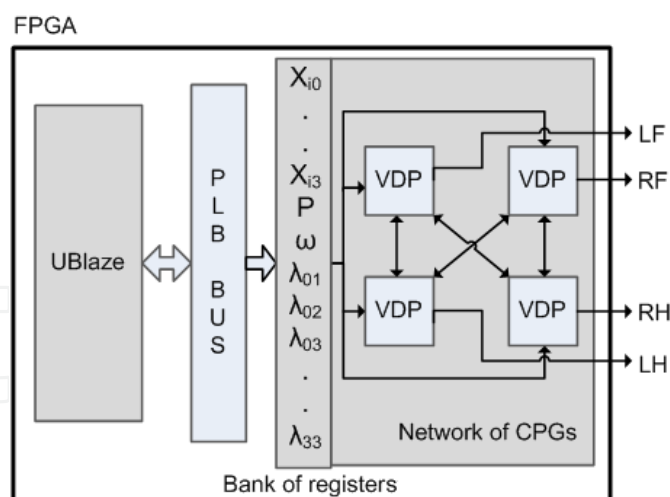 FPGA
UBlaze
P
L
B
B
U
S
Xi0
.
.
Xi3
P
ω
λ01
λ02
λ03
.
.
λ33
Bank of registers
VDP
VDP
VDP
VDP
Network of CPGs
LF
RF
RH
LH